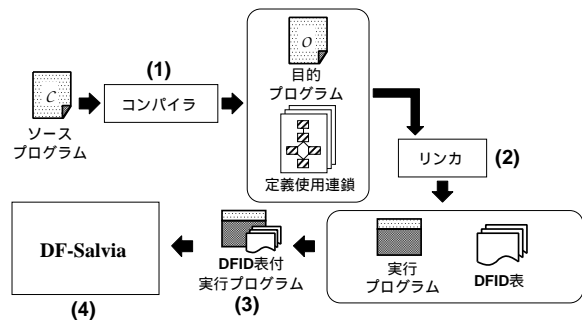 (1)
C
ソース
プログラム
コンパイラ
O
目的
プログラム
定義使用連鎖
リンカ
(2)
DF-Salvia
(4)
DFID表付
実行プログラム
(3)
実行
プログラム
DFID表